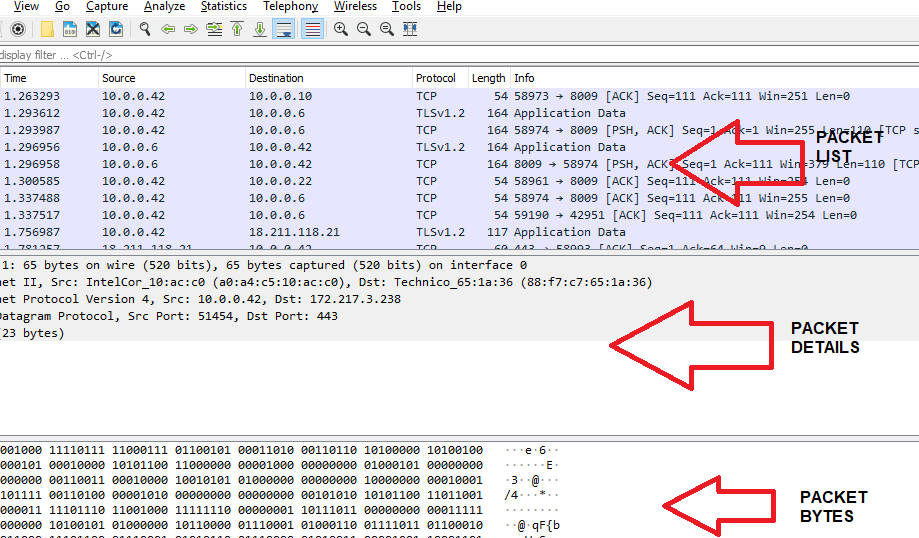 View Go Capture Analyze Statistics Telephony Wireless Tools Help
display filter ... <Ctrl-/>
Time Source Destination Protocol Length Info
1.263293 10.0.0.42 10.0.0.10 TCP 54 58973 → 8009 [ACK] Seq=111 Ack=111 Win=251 Len=0
1.293612 10.0.0.42 10.0.0.6 TLSv1.2 164 Application Data
1.293987 10.0.0.42 10.0.0.6 TCP 164 58974 → 8009 [PSH, ACK] Seq=1 Ack=1 Win=255 Len=110 [TCP s
PACKET
1.296956 10.0.0.6 10.0.0.42 TLSv1.2 164 Application Data
LIST
1.296958 10.0.0.6 10.0.0.42 TCP 164 8009 → 58974 [PSH, ACK] Seq=1 Ack=111 Win=379 Len=110 [TCP
1.300585 10.0.0.42 10.0.0.22 TCP 54 58961 → 8009 [ACK] Seq=111 Ack=111 Win=254 Len=0
1.337488 10.0.0.42 10.0.0.6 TCP 54 58974 → 8009 [ACK] Seq=111 Ack=111 Win=255 Len=0
1.337517 10.0.0.42 10.0.0.6 TCP 54 59190 → 42951 [ACK] Seq=111 Ack=111 Win=254 Len=0
1.756987 10.0.0.42 18.211.118.21 TLSv1.2 117 Application Data
1.781257 18.211.118.21 10.0.0.42 TCP 60 443 → 58993 [ACK] Seq=1 Ack=64 Win=9 Len=0
1: 65 bytes on wire (520 bits), 65 bytes captured (520 bits) on interface 0
net II, Src: IntelCor_10:ac:c0 (a0:a4:c5:10:ac:c0), Dst: Technico_65:1a:36 (88:f7:c7:65:1a:36)
net Protocol Version 4, Src: 10.0.0.42, Dst: 172.217.3.238
Datagram Protocol, Src Port: 51454, Dst Port: 443
(23 bytes)
PACKET
DETAILS
001000 11110111 11000111 01100101 00011010 00110110 10100000 10100100 ···e·6··
000101 00010000 10101100 11000000 00001000 00000000 01000101 00000000 ······E·
000000 00110011 00010000 10010101 01000000 00000000 10000000 00010001 ·3··@···
101111 00110100 00001010 00000000 00000000 00101010 10101100 11011001 /4···*··
PACKET
000011 11101110 11001000 11111110 00000001 10111011 00000000 00011111 ········
BYTES
000000 10100101 01000000 10110000 01110001 01000110 01111011 01100010 ··@·qF{b